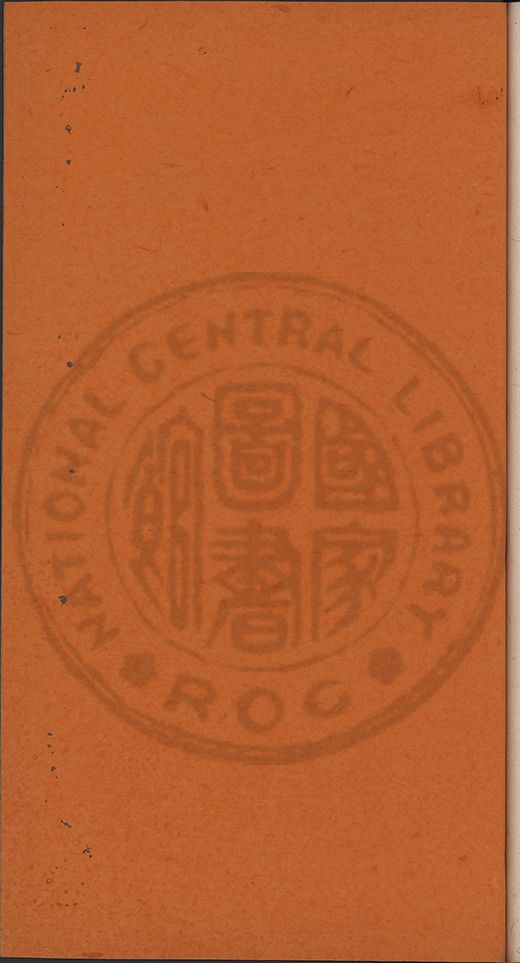 NATIONAL CENTRAL LIBRARY
國家
圖書
館
ROC